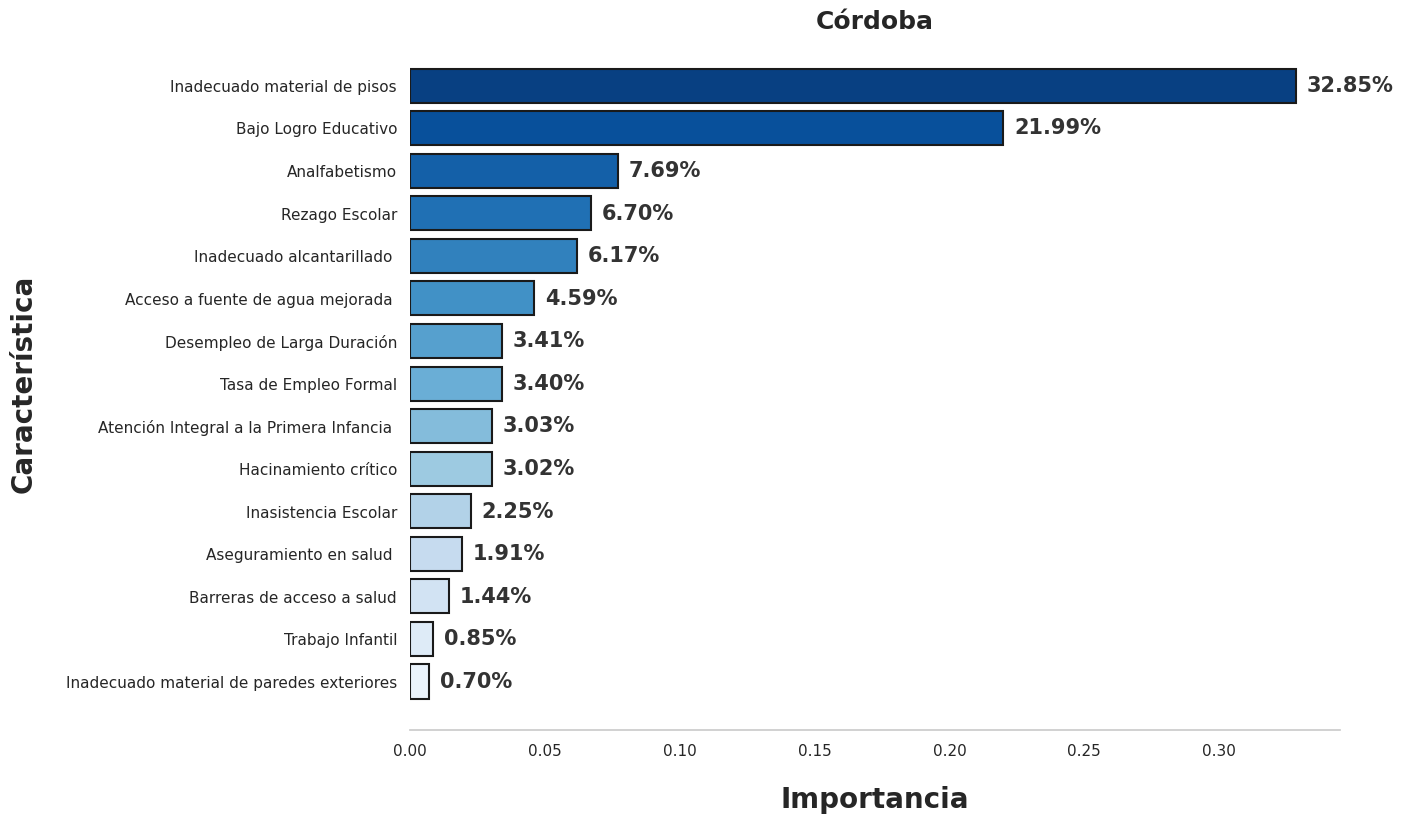 Córdoba
Característica
Inadecuado material de pisos 32.85%
Bajo Logro Educativo 21.99%
Analfabetismo 7.69%
Rezago Escolar 6.70%
Inadecuado alcantarillado 6.17%
Acceso a fuente de agua mejorada 4.59%
Desempleo de Larga Duración 3.41%
Tasa de Empleo Formal 3.40%
Atención Integral a la Primera Infancia 3.03%
Hacinamiento crítico 3.02%
Inasistencia Escolar 2.25%
Aseguramiento en salud 1.91%
Barreras de acceso a salud 1.44%
Trabajo Infantil 0.85%
Inadecuado material de paredes exteriores 0.70%
0.00 0.05 0.10 0.15 0.20 0.25 0.30
Importancia